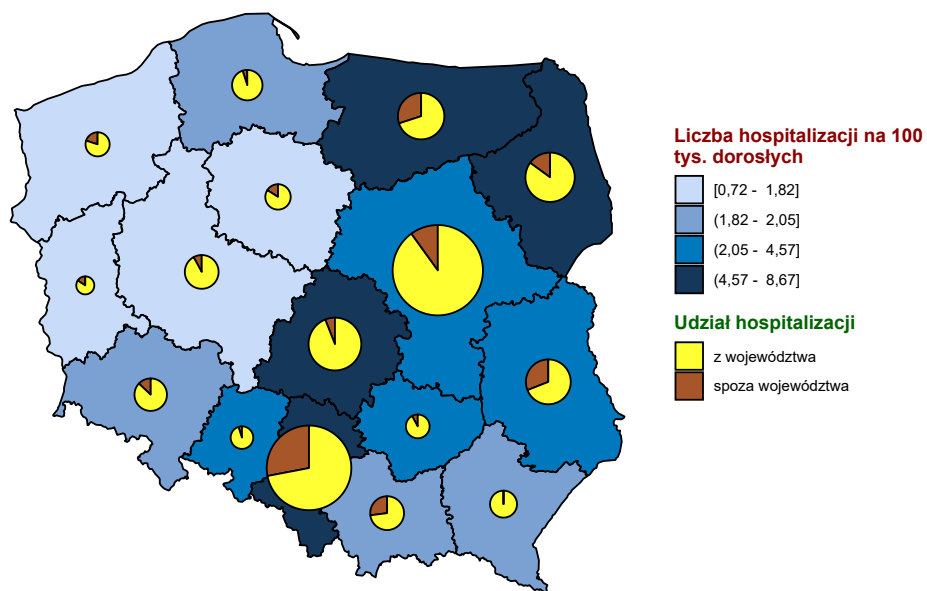 Liczba hospitalizacji na 100
tys. dorosłych
[0,72 - 1,82]
(1,82 - 2,05]
(2,05 - 4,57]
(4,57 - 8,67]
Udział hospitalizacji
z województwa
spoza województwa